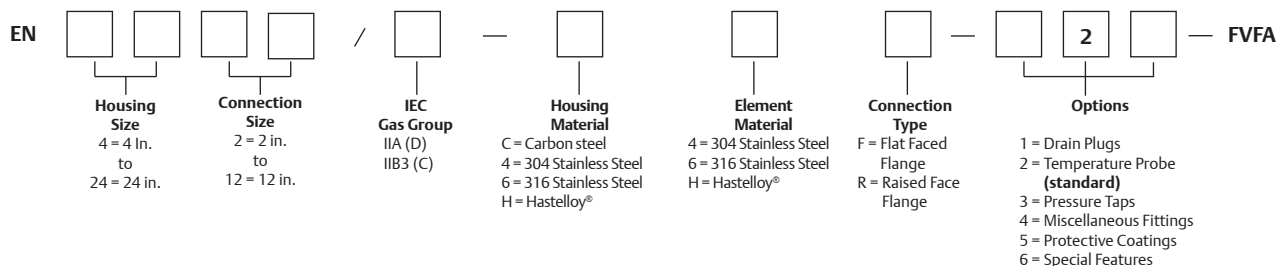 EN / — — 2 — FVFA
Housing
Size
4 = 4 In.
to
24 = 24 in.
Connection
Size
2 = 2 in.
to
12 = 12 in.
IEC
Gas Group
IIA (D)
IIB3 (C)
Housing
Material
C = Carbon steel
4 = 304 Stainless Steel
6 = 316 Stainless Steel
H = Hastelloy®
Element
Material
4 = 304 Stainless Steel
6 = 316 Stainless Steel
H = Hastelloy®
Connection
Type
F = Flat Faced
Flange
R = Raised Face
Flange
Options
1 = Drain Plugs
2 = Temperature Probe
(standard)
3 = Pressure Taps
4 = Miscellaneous Fittings
5 = Protective Coatings
6 = Special Features